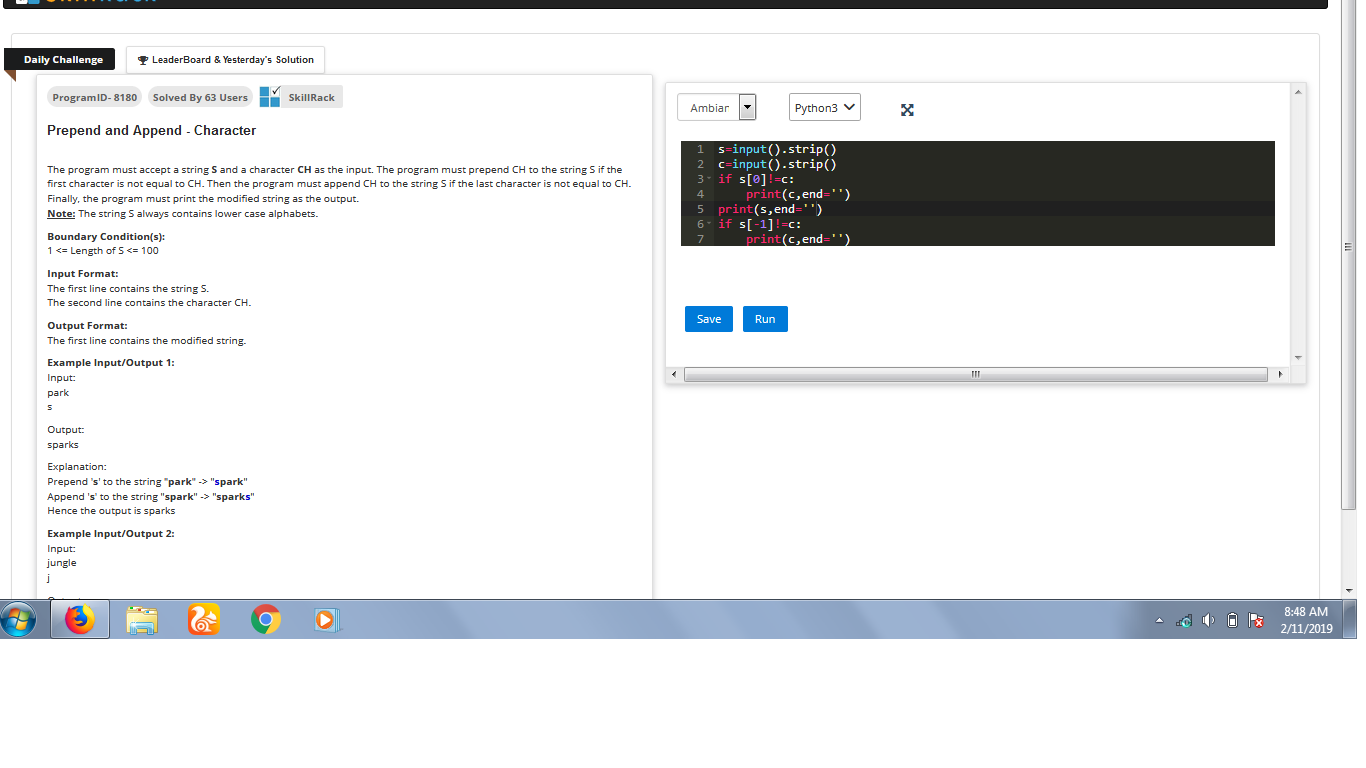 Daily Challenge
LeaderBoard & Yesterday's Solution
ProgramID- 8180
Solved By 63 Users
SkillRack
Prepend and Append - Character
The program must accept a string S and a character CH as the input. The program must prepend CH to the string S if the
first character is not equal to CH. Then the program must append CH to the string S if the last character is not equal to CH.
Finally, the program must print the modified string as the output.
Note: The string S always contains lower case alphabets.
Boundary Condition(s):
1 <= Length of S <= 100
Input Format:
The first line contains the string S.
The second line contains the character CH.
Output Format:
The first line contains the modified string.
Example Input/Output 1:
Input:
park
s
Output:
sparks
Explanation:
Prepend 's' to the string "park" -> "spark"
Append 's' to the string "spark" -> "sparks"
Hence the output is sparks
Example Input/Output 2:
Input:
jungle
j
Ambiar
Python3
1 s=input().strip()
2 c=input().strip()
3 if s[0]!=c:
4 print(c,end='')
5 print(s,end='')
6 if s[-1]!=c:
7 print(c,end='')
Save
Run
8:48 AM
2/11/2019